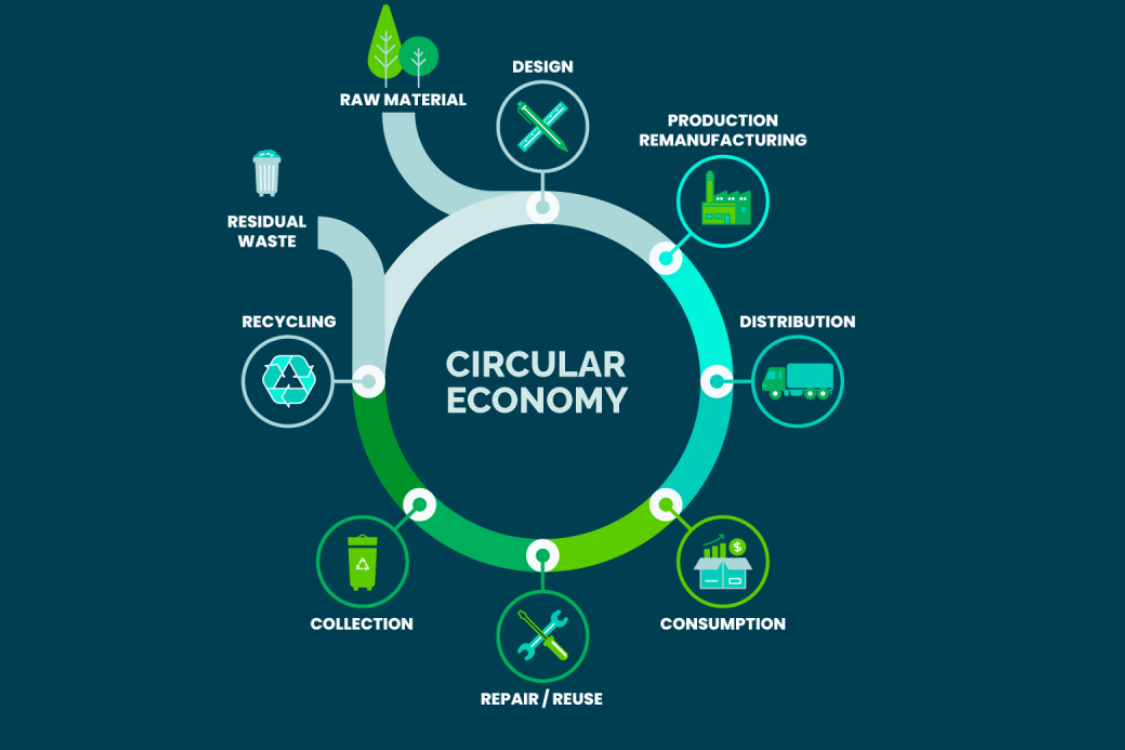 RAW MATERIAL
DESIGN
PRODUCTION
REMANUFACTURING
DISTRIBUTION
CONSUMPTION
$
REPAIR / REUSE
COLLECTION
RECYCLING
RESIDUAL
WASTE
CIRCULAR
ECONOMY